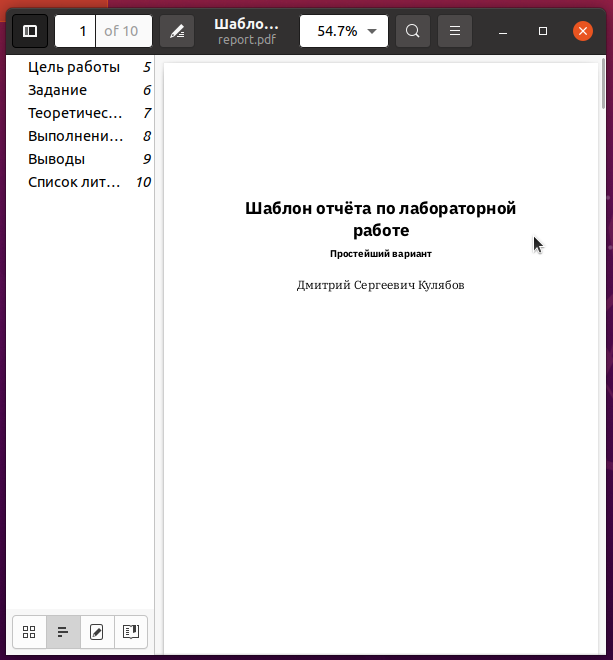 1 of 10
Шабло...
report.pdf
54.7%
Цель работы 5
Задание 6
Теоретичес... 7
Выполнени... 8
Выводы 9
Список лит... 10
Шаблон отчёта по лабораторной
работе
Простейший вариант
Дмитрий Сергеевич Кулябов